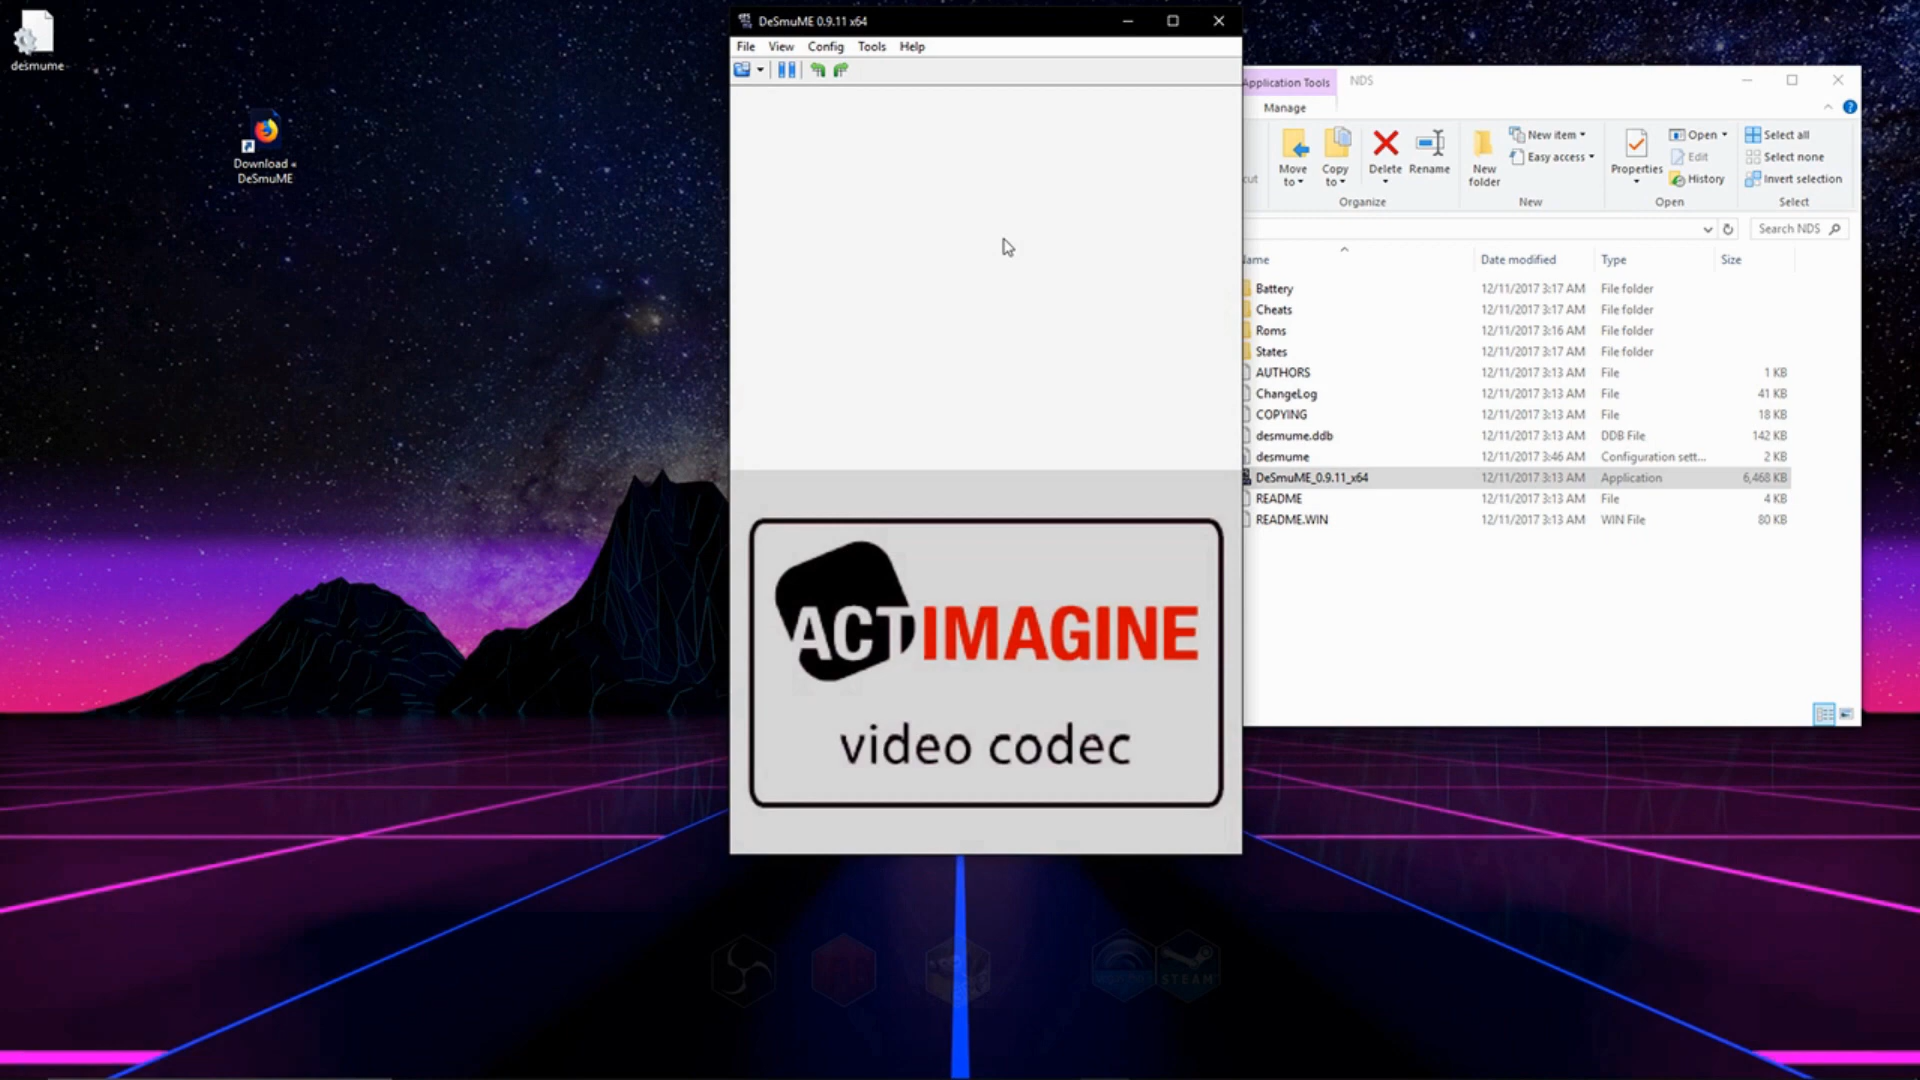 desmume
Download «
DeSmuME
DeSmuME 0.9.11 x64
File View Config Tools Help
ACTIMAGINE
video codec
Application Tools NDS
Manage
Move to
Copy to
Delete
Rename
New folder
New item
Easy access
Properties
Open
Edit
History
Select all
Select none
Invert selection
Organize New Open Select
Search NDS
Date modified Type Size
Battery 12/11/2017 3:17 AM File folder
Cheats 12/11/2017 3:17 AM File folder
Roms 12/11/2017 3:16 AM File folder
States 12/11/2017 3:17 AM File folder
AUTHORS 12/11/2017 3:13 AM File 1 KB
ChangeLog 12/11/2017 3:13 AM File 41 KB
COPYING 12/11/2017 3:13 AM File 18 KB
desmume.ddb 12/11/2017 3:13 AM DDB File 142 KB
desmume 12/11/2017 3:46 AM Configuration sett... 2 KB
DeSmuME_0.9.11_x64 12/11/2017 3:13 AM Application 6,468 KB
README 12/11/2017 3:13 AM File 4 KB
README.WIN 12/11/2017 3:13 AM WIN File 80 KB
STEAM